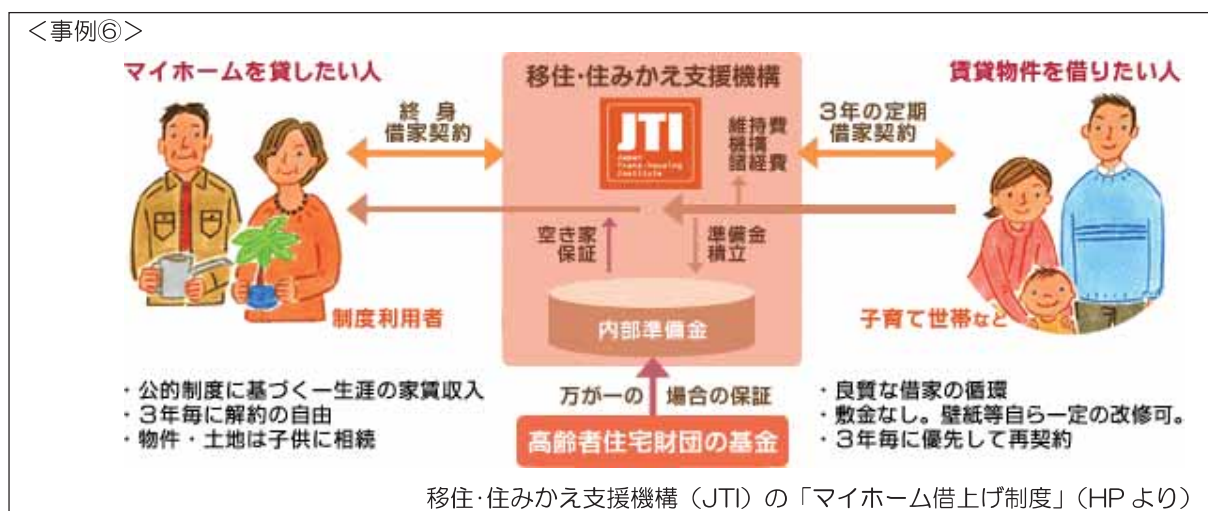 ＜事例⑥＞
マイホームを貸したい人
移住・住みかえ支援機構
賃貸物件を借りたい人
終身
借家契約
JTI
Japan
Trans-housing
Institute
維持費
機構
諸経費
3年の定期
借家契約
空き家
保証
準備金
積立
制度利用者
内部準備金
子育て世帯など
・公的制度に基づく一生涯の家賃収入
・3年毎に解約の自由
・物件・土地は子供に相続
万が一の 場合の保証
高齢者住宅財団の基金
・良質な借家の循環
・敷金なし。壁紙等自ら一定の改修可。
・3年毎に優先して再契約
移住・住みかえ支援機構（JTI）の「マイホーム借上げ制度」（HPより）